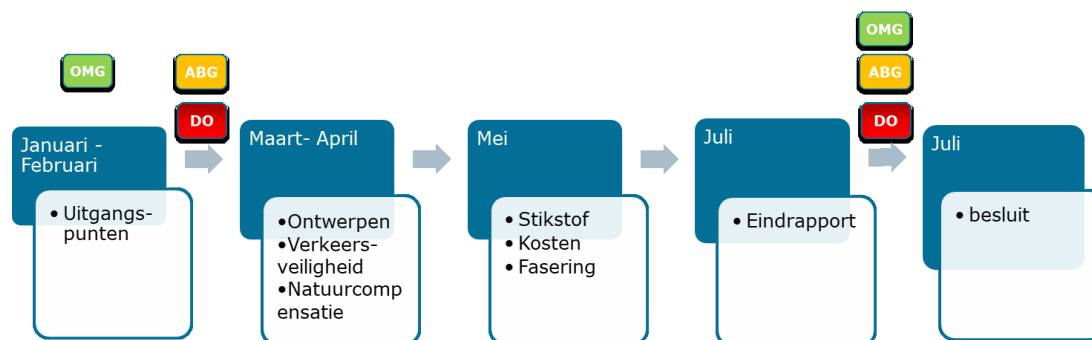 OMG
ABG
DO
Januari -
Februari
• Uitgangs-
punten
Maart- April
•Ontwerpen
•Verkeers-
veiligheid
•Natuurcomp
ensatie
Mei
• Stikstof
• Kosten
• Fasering
Juli
• Eindrapport
OMG
ABG
DO
Juli
• besluit